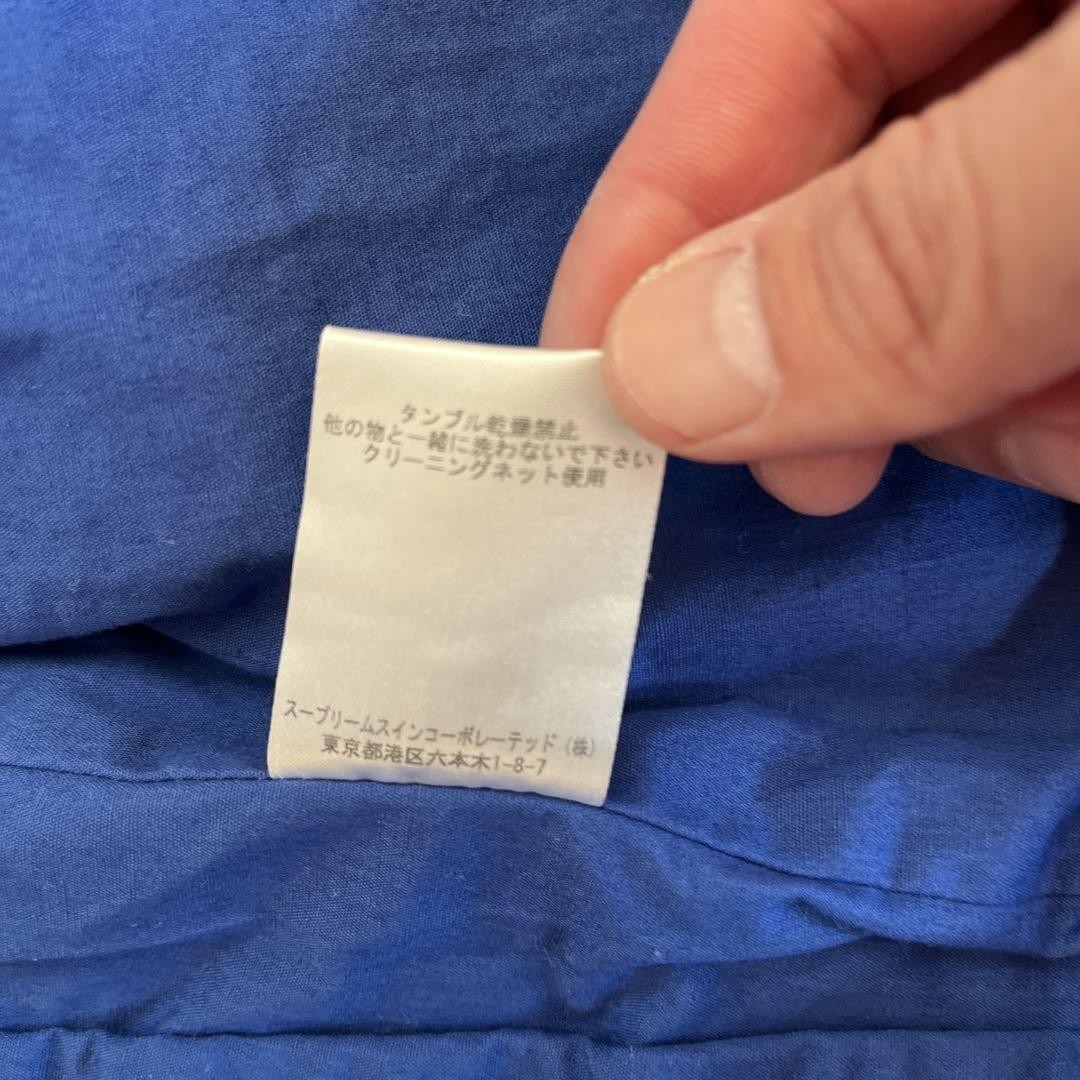 タンブル乾燥禁止
他の物と一緒に洗わないで下さい
クリーニングネット使用
スープリームスインコーポレーテッド（株）
東京都港区六本木1-8-7